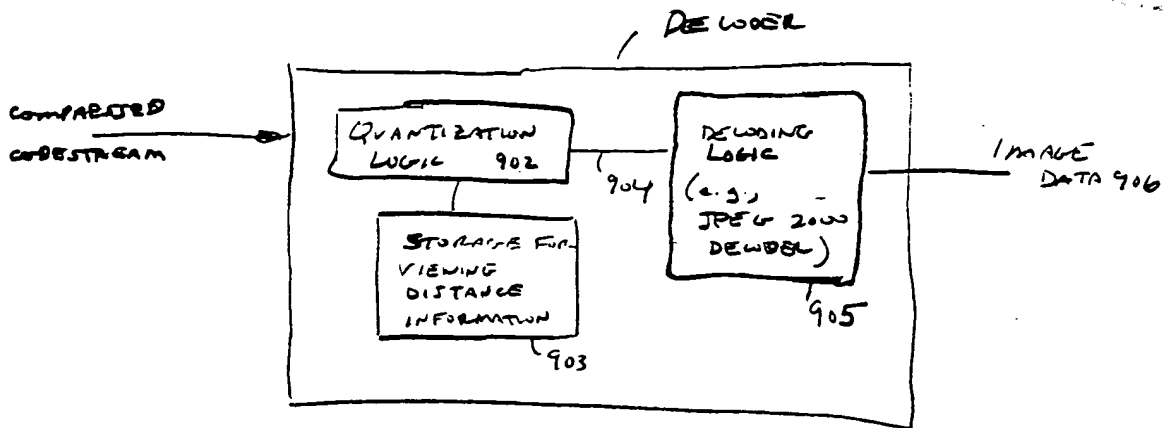 DECODER
COMPRESSED
CODESTREAM
QUANTIZATION
LOGIC 902
904
DECODING
LOGIC
(e.g.,
JPEG 2000
DECODER)
905
IMAGE
DATA 906
STORAGE FOR
VIEWING
DISTANCE
INFORMATION
903